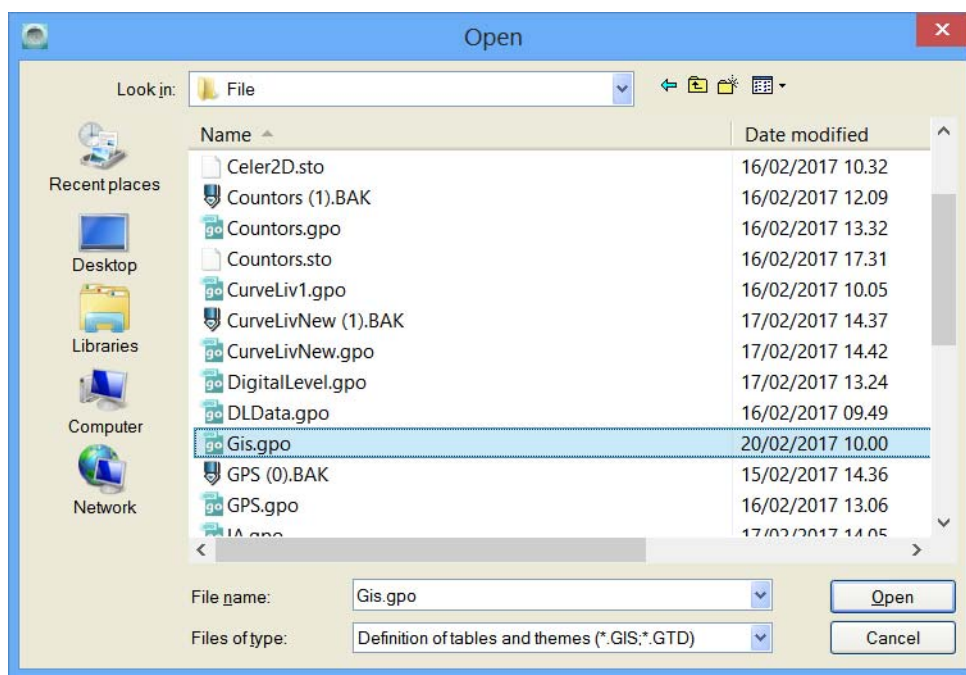 Open
Look in: File
Name Date modified
Celer2D.sto 16/02/2017 10.32
Countors (1).BAK 16/02/2017 12.09
Countors.gpo 16/02/2017 13.32
Countors.sto 16/02/2017 17.31
CurveLiv1.gpo 16/02/2017 10.05
CurveLivNew (1).BAK 17/02/2017 14.37
CurveLivNew.gpo 17/02/2017 14.42
DigitalLevel.gpo 17/02/2017 13.24
DLData.gpo 16/02/2017 09.49
Gis.gpo 20/02/2017 10.00
GPS (0).BAK 15/02/2017 14.36
GPS.gpo 16/02/2017 13.06
17/02/2017 14.05
Recent places
Desktop
Libraries
Computer
Network
File name: Gis.gpo Open
Files of type: Definition of tables and themes (*.GIS;*.GTD) Cancel